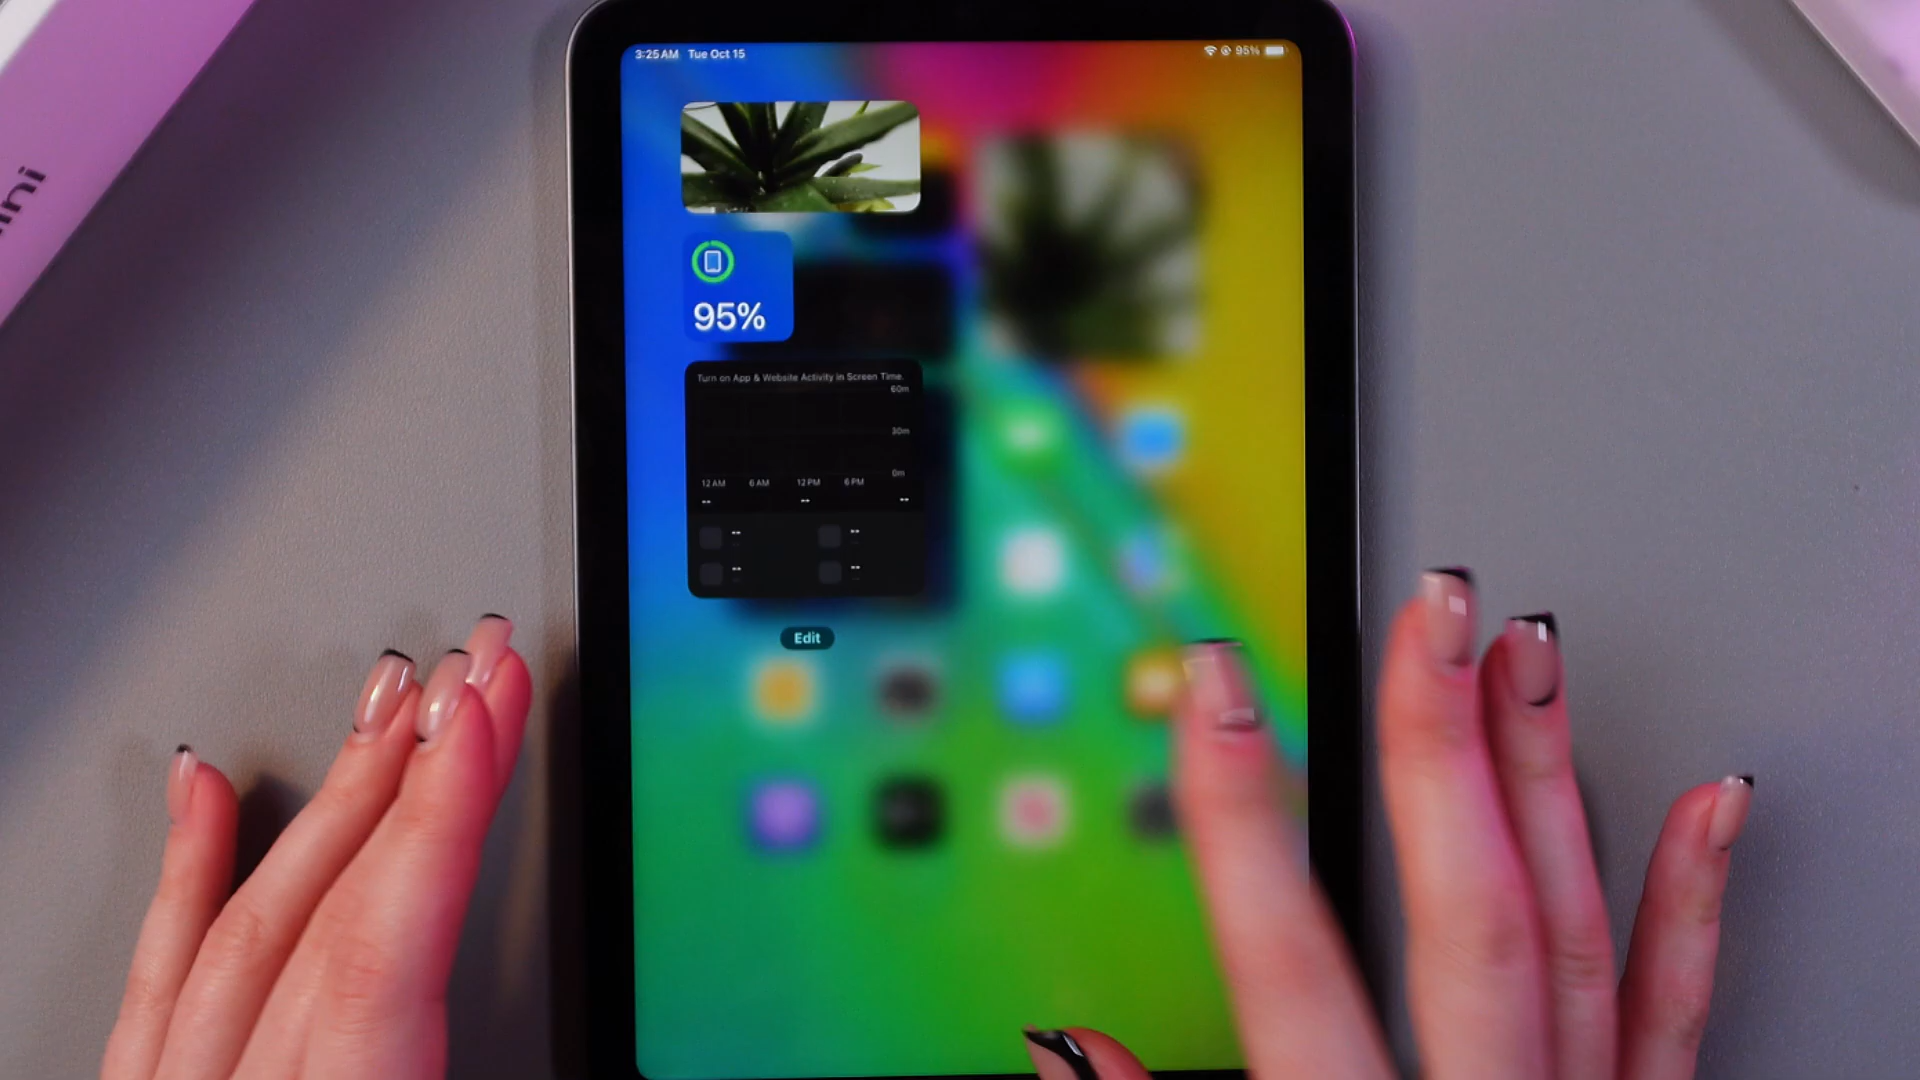 3:25 AM Tue Oct 15
95%
95%
Turn on App & Website Activity in Screen Time.
60m
30m
0m
12 AM 6 AM 12 PM 6 PM
-- -- --
-- --
-- --
Edit